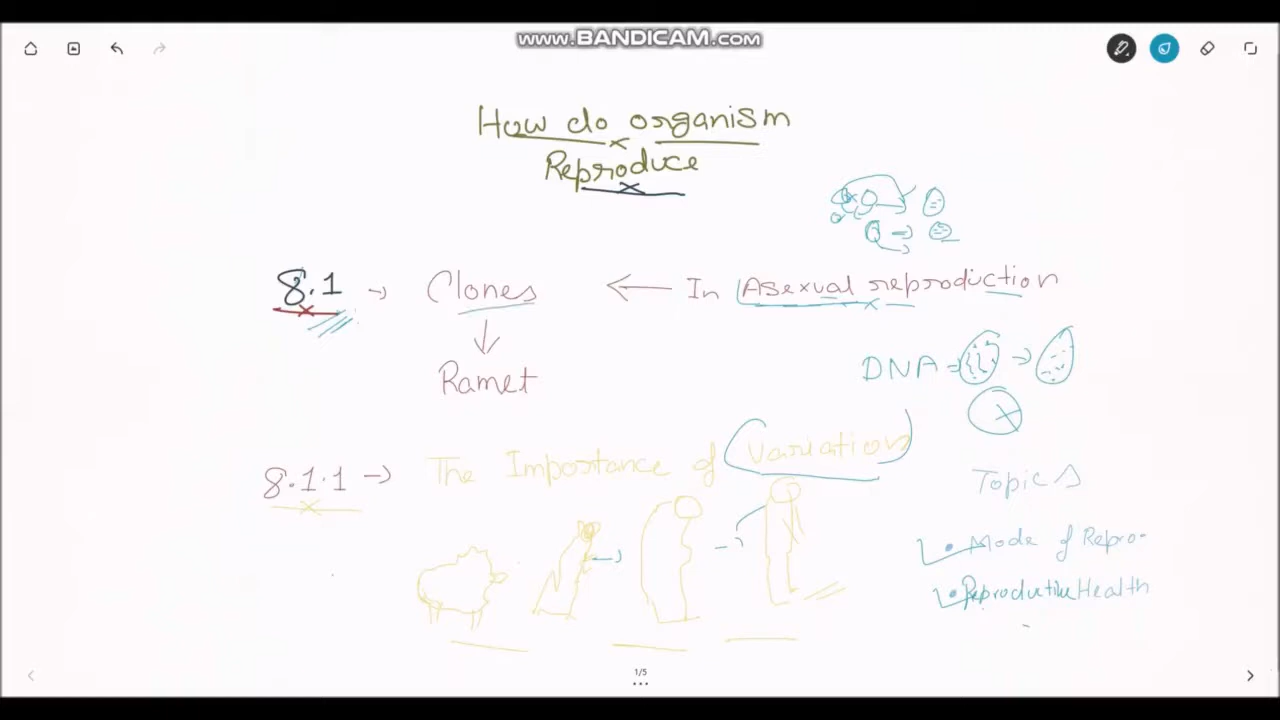 www.BANDICAM.com
How do organism
Reproduce
8.1 → Clones ← In Asexual reproduction
Ramet
DNA
8.1.1 → The Importance of Variation
Topics
• Mode of Repro.
• Reproductive Health
1/5